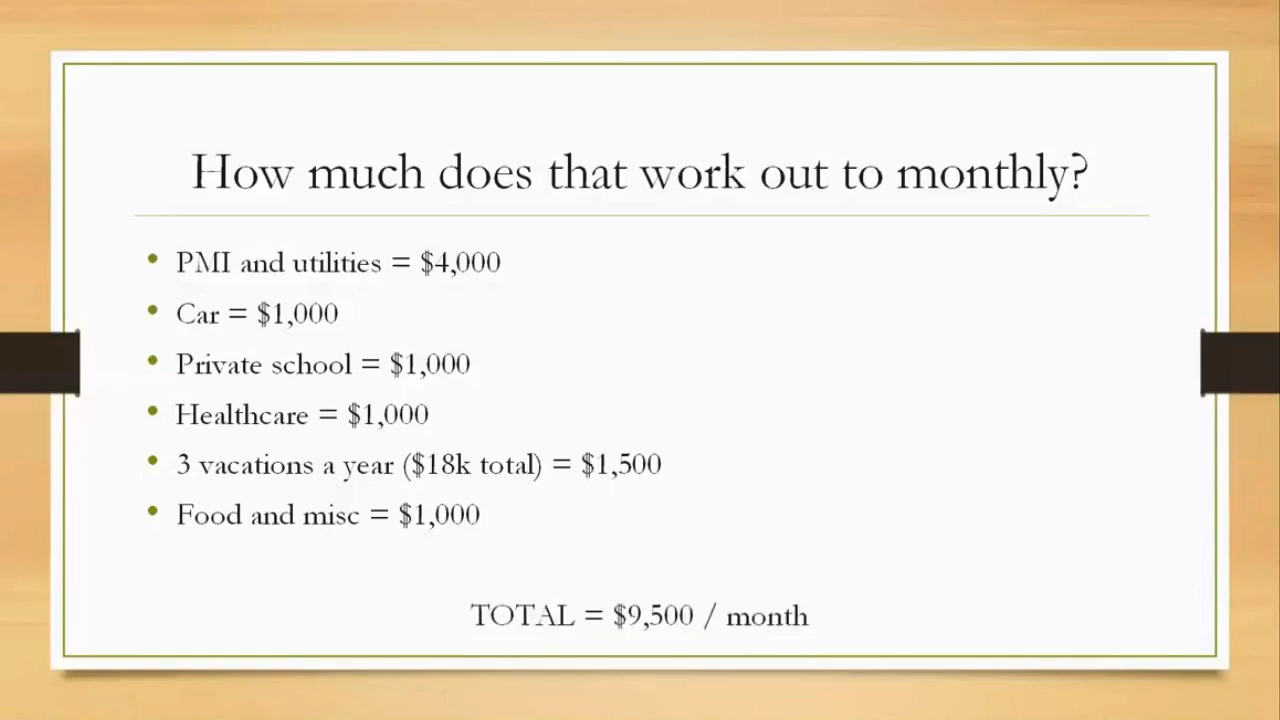 How much does that work out to monthly?
• PMI and utilities = $4,000
• Car = $1,000
• Private school = $1,000
• Healthcare = $1,000
• 3 vacations a year ($18k total) = $1,500
• Food and misc = $1,000
TOTAL = $9,500 / month